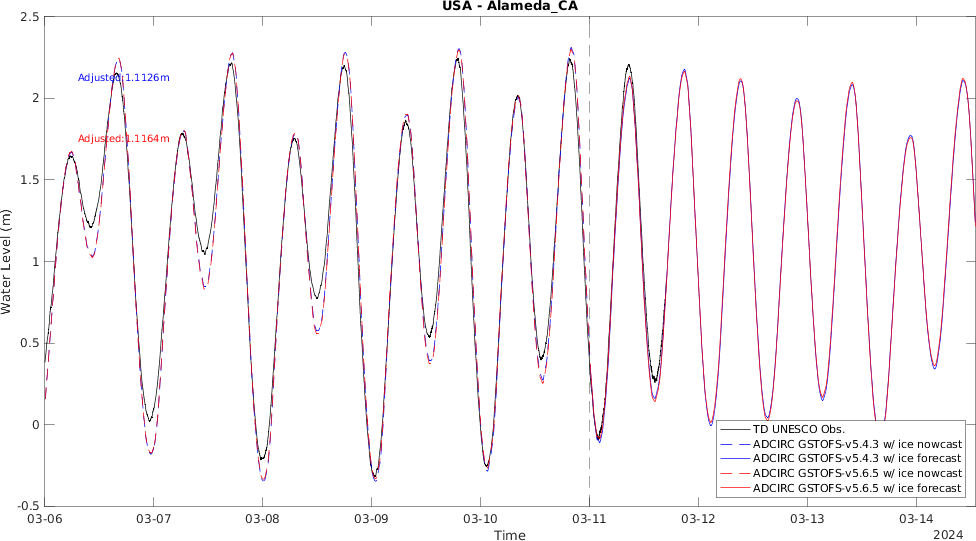 USA - Alameda_CA
2.5
2
1.5
1
0.5
0
-0.5
Water Level (m)
Adjusted:1.1126m
Adjusted:1.1164m
TD UNESCO Obs.
ADCIRC GSTOFS-v5.4.3 w/ ice nowcast
ADCIRC GSTOFS-v5.4.3 w/ ice forecast
ADCIRC GSTOFS-v5.6.5 w/ ice nowcast
ADCIRC GSTOFS-v5.6.5 w/ ice forecast
03-06 03-07 03-08 03-09 03-10 03-11 03-12 03-13 03-14
Time
2024